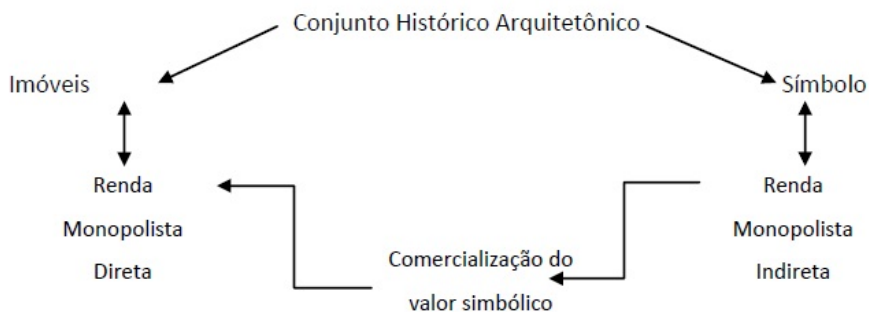 Conjunto Histórico Arquitetônico
Imóveis
Símbolo
Renda
Monopolista
Direta
Comercialização do
valor simbólico
Renda
Monopolista
Indireta